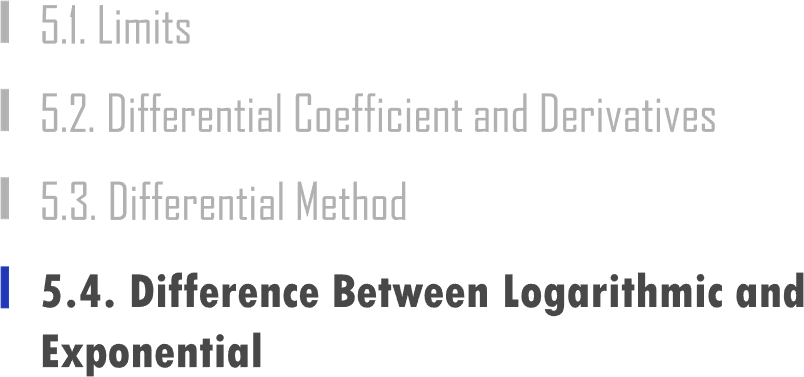 5.1. Limits
5.2. Differential Coefficient and Derivatives
5.3. Differential Method
5.4. Difference Between Logarithmic and
Exponential